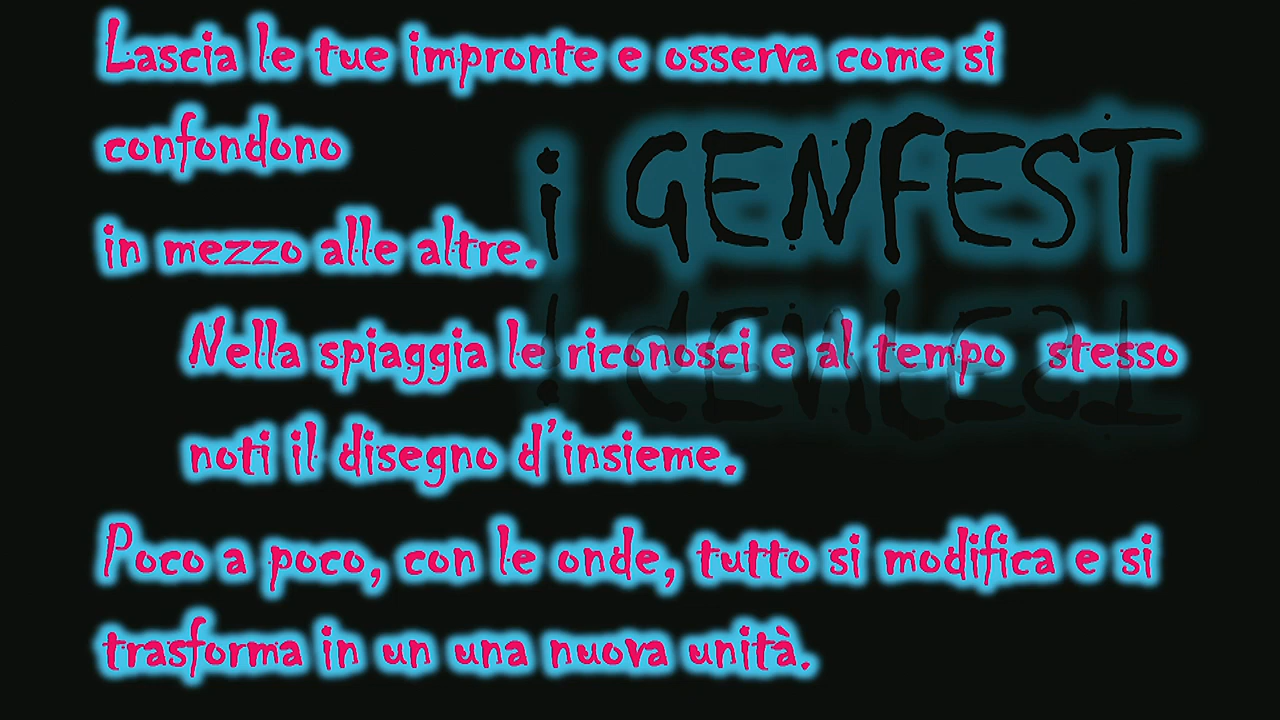 Lascia le tue impronte e osserva come si
confondono
i GENFEST
in mezzo alle altre.
Nella spiaggia le riconosci e al tempo stesso
noti il disegno d'insieme.
Poco a poco, con le onde, tutto si modifica e si
trasforma in un una nuova unità.